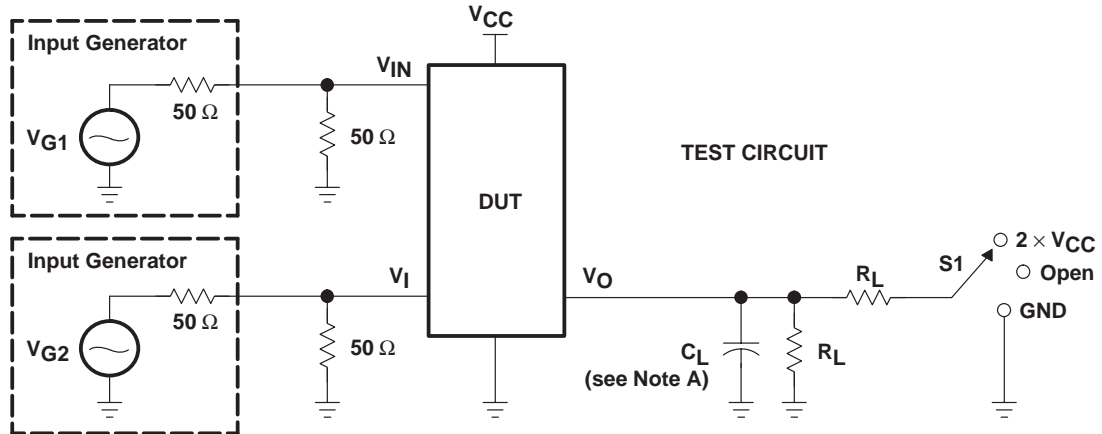 Input Generator
VG1
50 Ω
50 Ω
VIN
VCC
DUT
TEST CIRCUIT
Input Generator
VG2
50 Ω
50 Ω
VI
VO
CL
(see Note A)
RL
RL
S1
2 × VCC
Open
GND